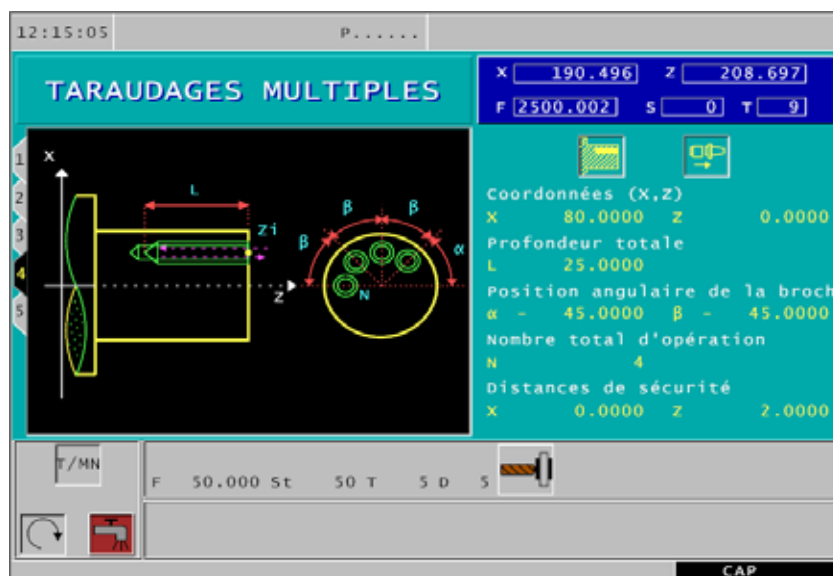 12:15:05 P......
TARAUDAGES MULTIPLES
X 190.496 Z 208.697
F 2500.002 S 0 T 9
1
2
3
4
5
X
L
Zi
Z
β β
β α
N
Coordonnées (X,Z)
X 80.0000 Z 0.0000
Profondeur totale
L 25.0000
Position angulaire de la broch
α - 45.0000 β - 45.0000
Nombre total d'opération
N 4
Distances de sécurité
X 0.0000 Z 2.0000
T/MN
F 50.000 St 50 T 5 D 5
CAP